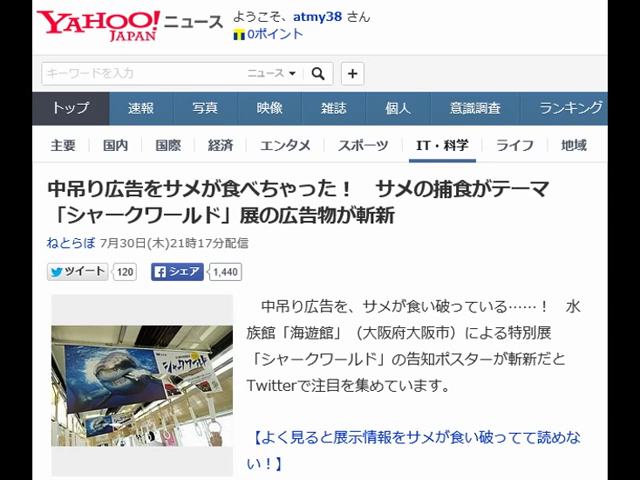 YAHOO! JAPAN ニュース
ようこそ、atmy38 さん
0ポイント
キーワードを入力
ニュース
トップ 速報 写真 映像 雑誌 個人 意識調査 ランキング
主要 国内 国際 経済 エンタメ スポーツ IT・科学 ライフ 地域
中吊り広告をサメが食べちゃった！ サメの捕食がテーマ
「シャークワールド」展の広告物が斬新
ねとらぼ 7月30日(木)21時17分配信
ツイート 120 シェア 1,440
中吊り広告を、サメが食い破っている……！ 水
族館「海遊館」（大阪府大阪市）による特別展
「シャークワールド」の告知ポスターが斬新だと
Twitterで注目を集めています。
シャークワールド
【よく見ると展示情報をサメが食い破ってて読めな
い！】